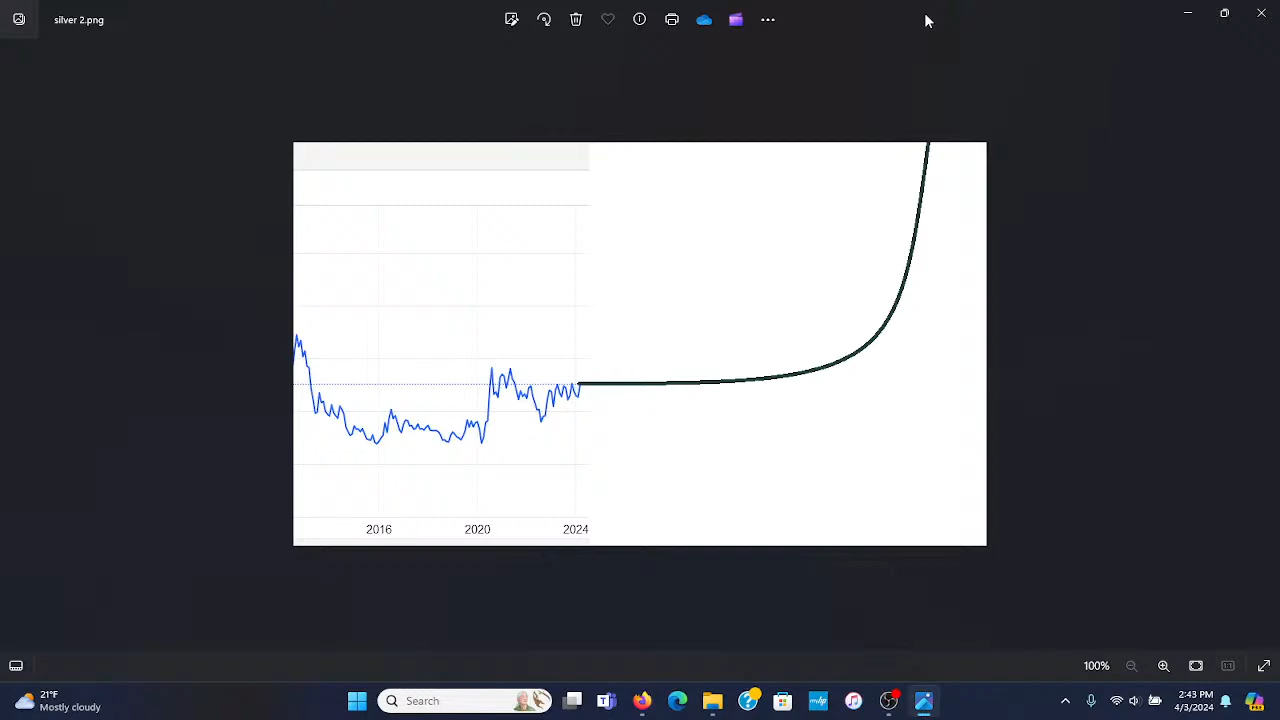 silver 2.png
2016 2020 2024
100%
21°F
Mostly cloudy
Search
2:43 PM
4/3/2024